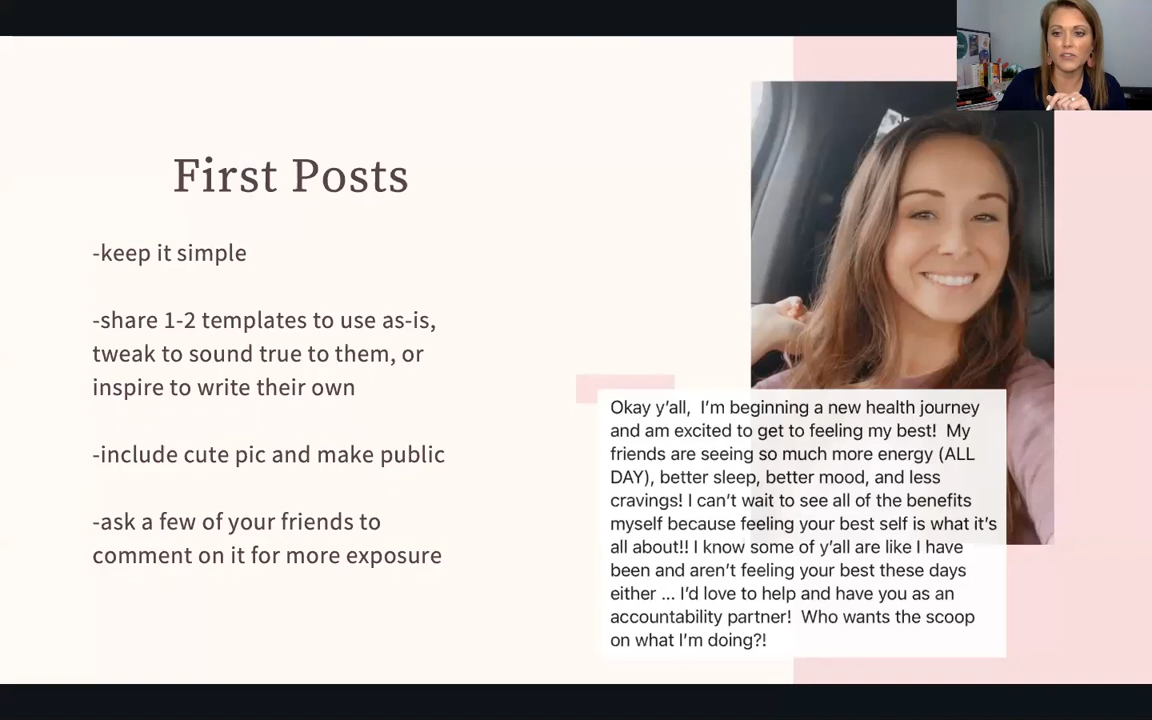 First Posts
-keep it simple
-share 1-2 templates to use as-is,
tweak to sound true to them, or
inspire to write their own
-include cute pic and make public
-ask a few of your friends to
comment on it for more exposure
Okay y’all,  I’m beginning a new health journey
and am excited to get to feeling my best!  My
friends are seeing so much more energy (ALL
DAY), better sleep, better mood, and less
cravings! I can’t wait to see all of the benefits
myself because feeling your best self is what it’s
all about!! I know some of y’all are like I have
been and aren’t feeling your best these days
either ... I’d love to help and have you as an
accountability partner!  Who wants the scoop
on what I’m doing?!